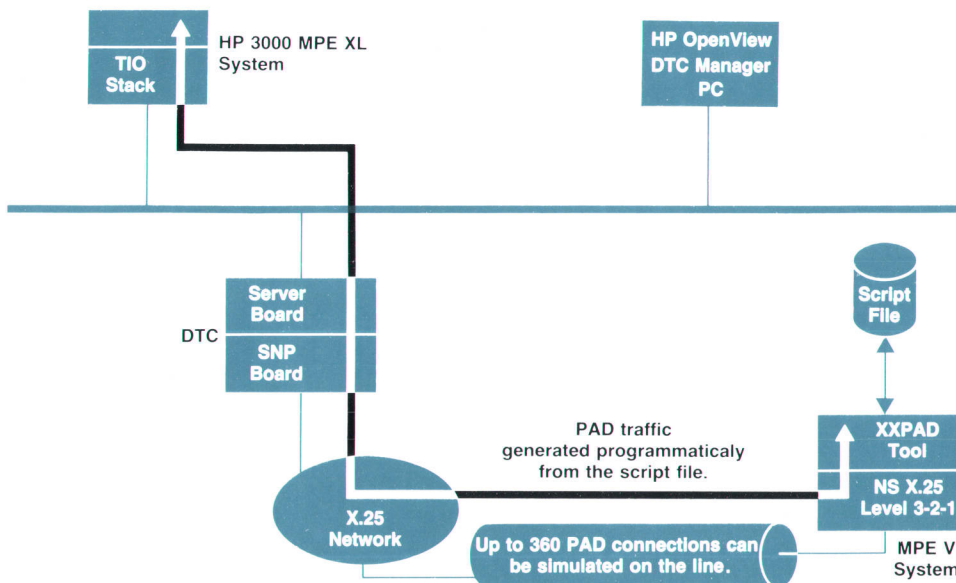 HP 3000 MPE XL
System
TIO
Stack
HP OpenView
DTC Manager
PC
Server
Board
DTC
SNP
Board
Script
File
PAD traffic
generated programmaticaly
from the script file.
XXPAD
Tool
NS X.25
Level 3-2-1
X.25
Network
Up to 360 PAD connections can
be simulated on the line.
MPE V
System